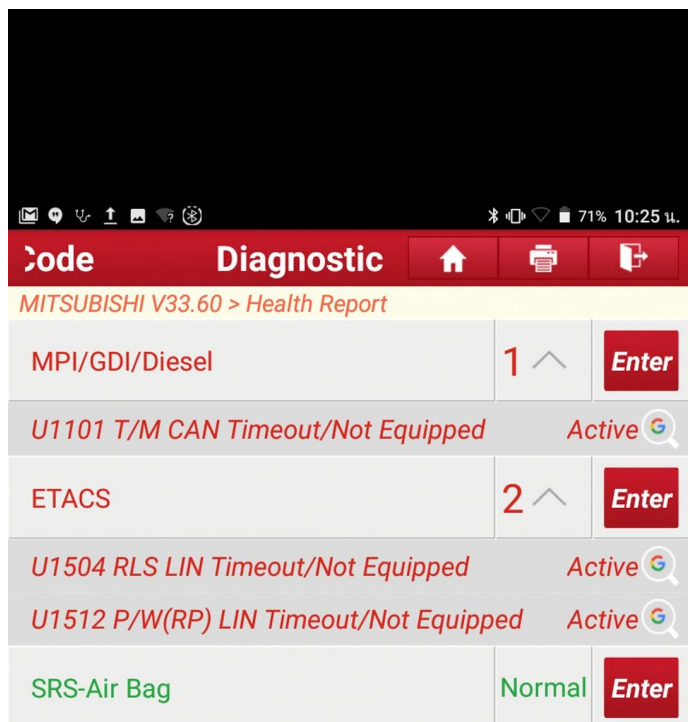 71% 10:25 น.
Code Diagnostic
MITSUBISHI V33.60 > Health Report
MPI/GDI/Diesel 1 Enter
U1101 T/M CAN Timeout/Not Equipped Active G
ETACS 2 Enter
U1504 RLS LIN Timeout/Not Equipped Active G
U1512 P/W(RP) LIN Timeout/Not Equipped Active G
SRS-Air Bag Normal Enter